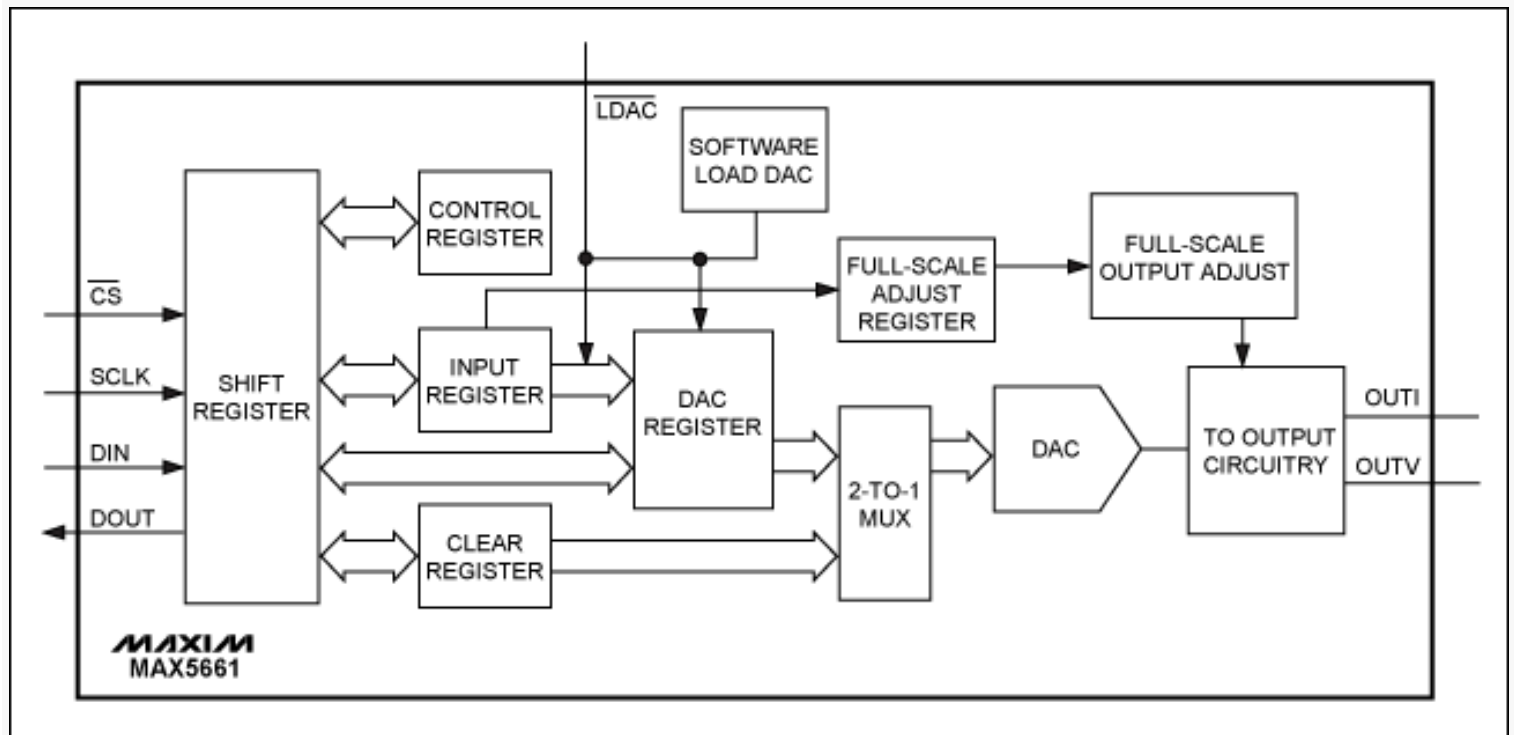 LDAC
SOFTWARE
LOAD DAC
CONTROL
REGISTER
FULL-SCALE
OUTPUT ADJUST
FULL-SCALE
ADJUST
REGISTER
CS
SCLK
DIN
DOUT
SHIFT
REGISTER
INPUT
REGISTER
DAC
REGISTER
CLEAR
REGISTER
2-TO-1
MUX
DAC
TO OUTPUT
CIRCUITRY
OUTI
OUTV
MAXIM
MAX5661